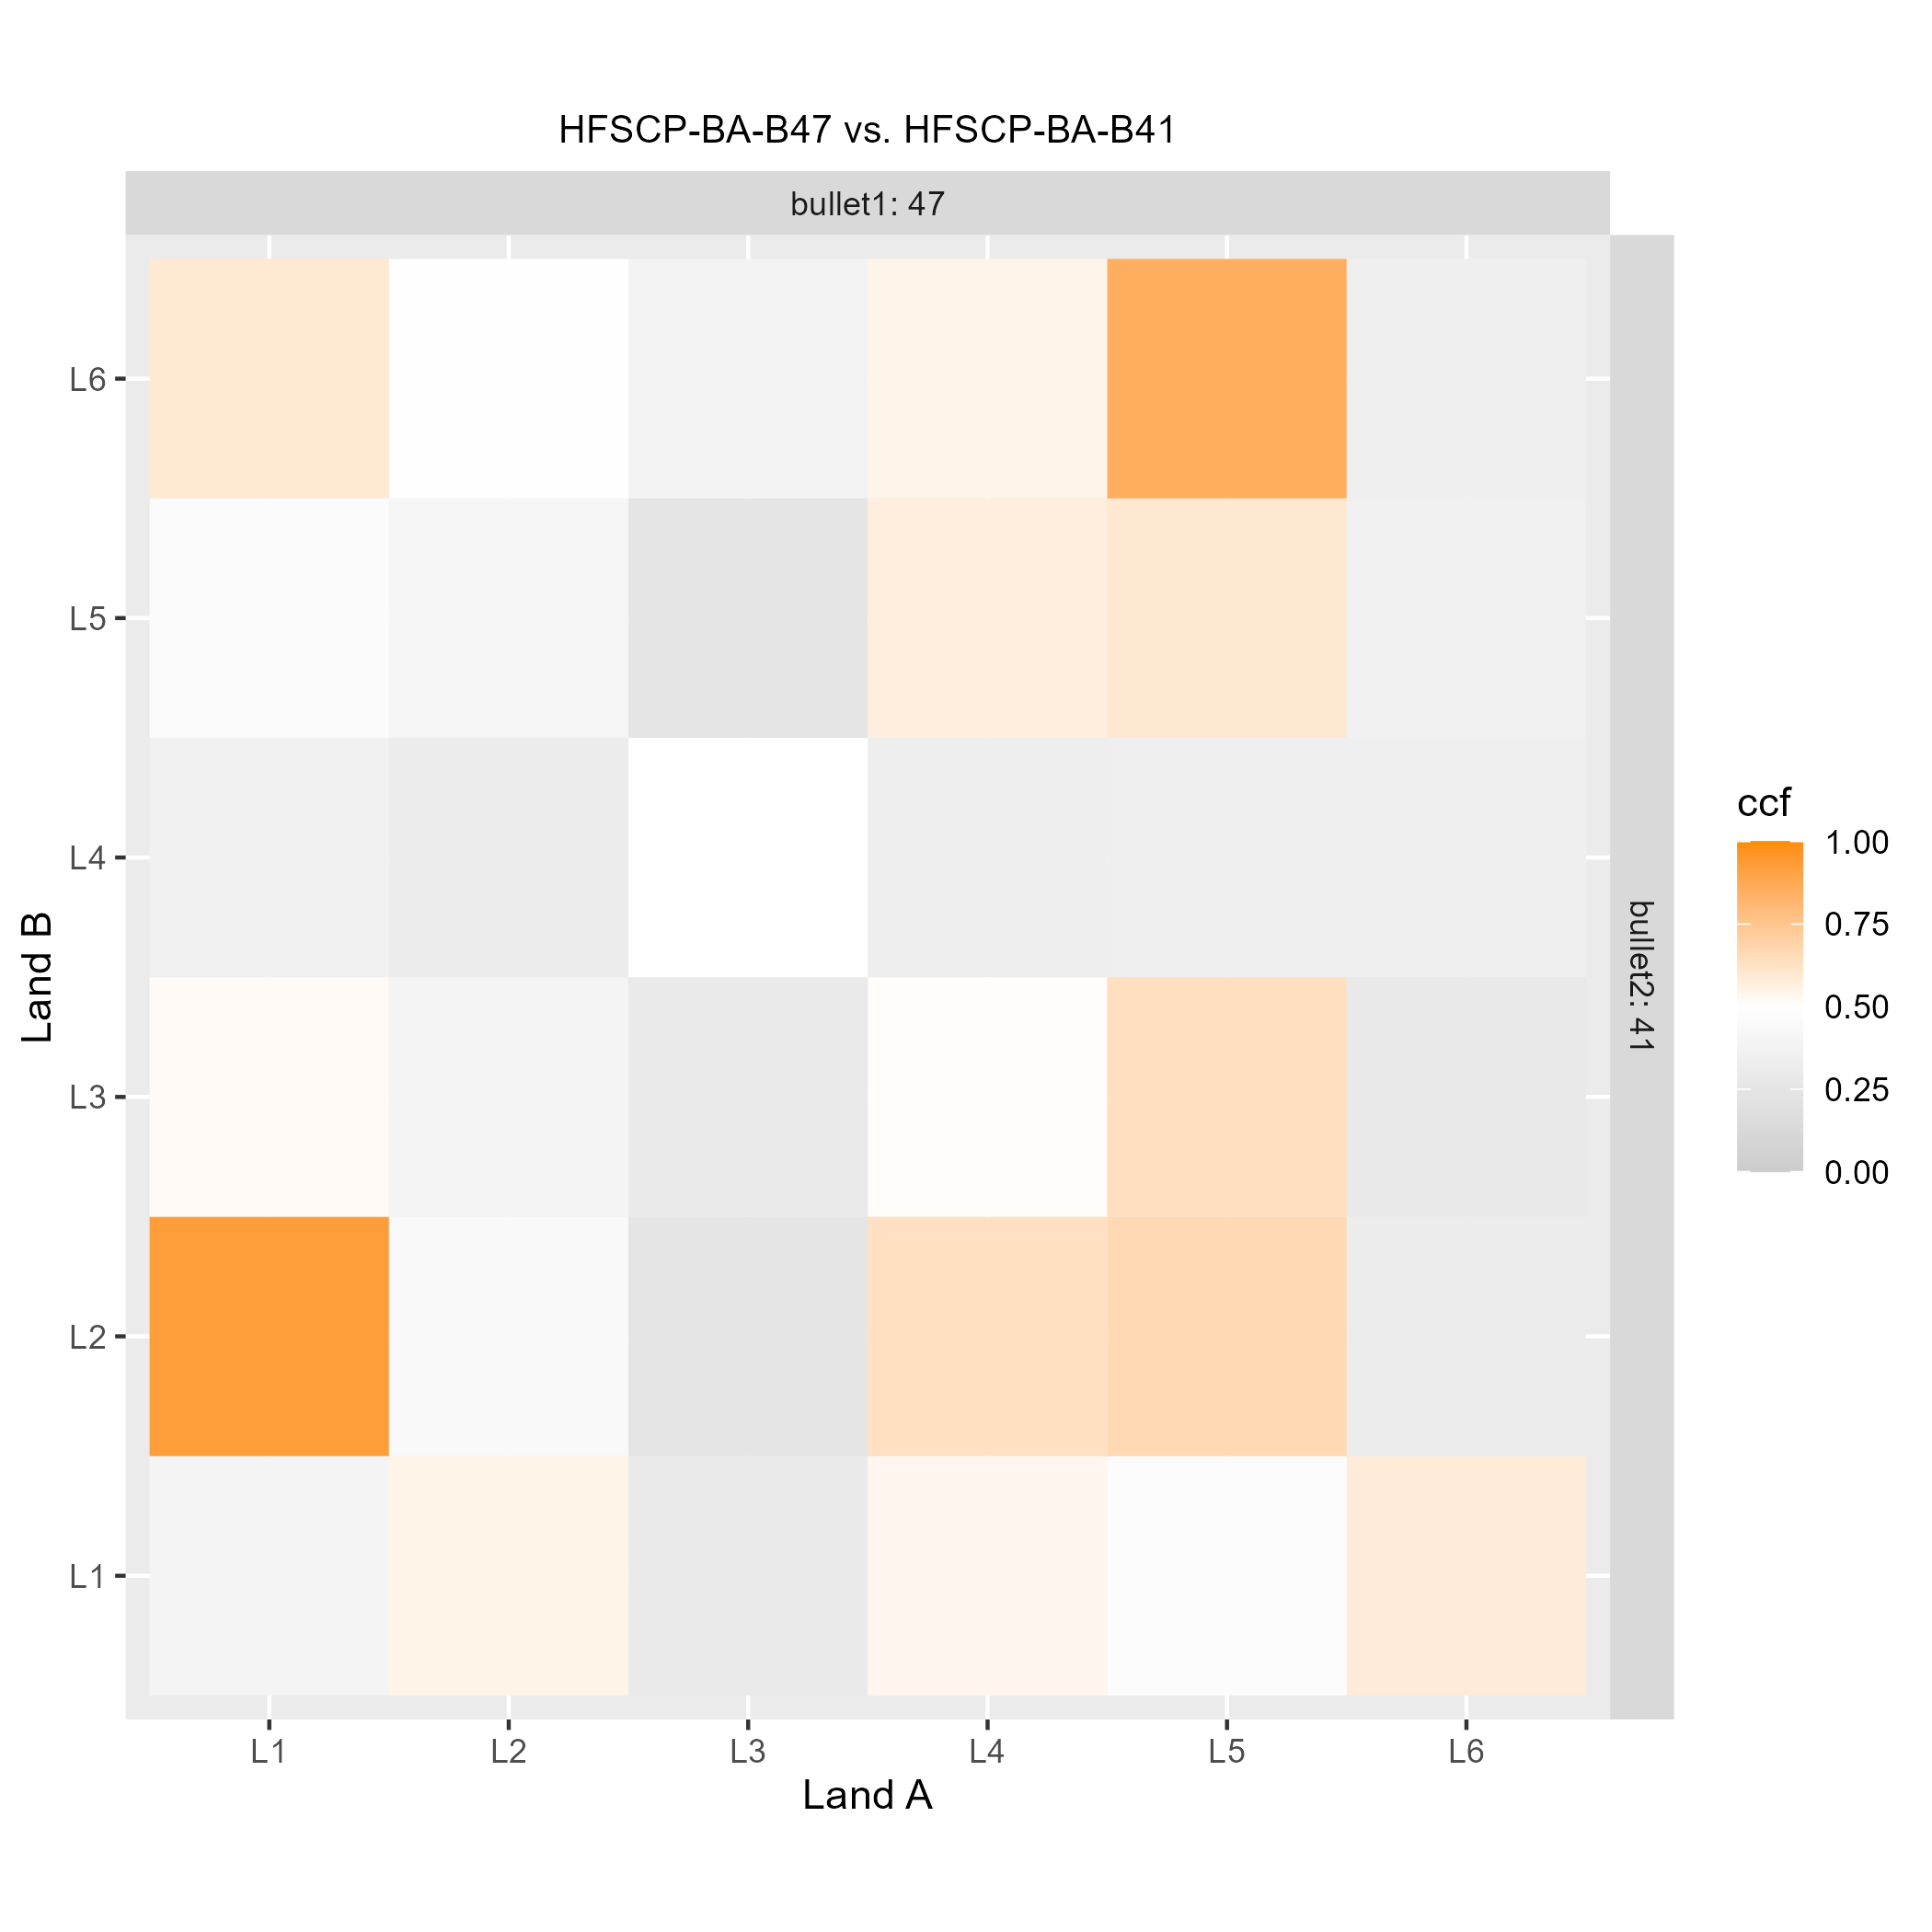 HFSCP-BA-B47 vs. HFSCP-BA-B41
bullet1: 47
L6
L5
L4
L3
L2
L1
Land B
bullet2: 41
L1 L2 L3 L4 L5 L6
Land A
ccf
1.00
0.75
0.50
0.25
0.00